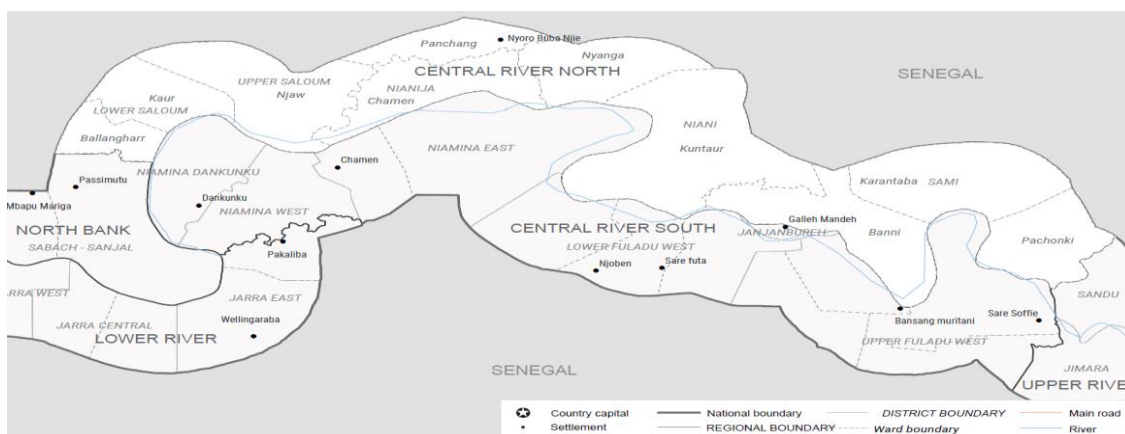 Panchang
Nyoro Buba Njie
Nyanga
SENEGAL
UPPER SALOUM
Njaw
CENTRAL RIVER NORTH
NIANIJA
Chamen
Kaur
LOWER SALOUM
Ballangharr
NIANI
Kuntaur
NIAMINA EAST
Chamen
NIAMINA DANKUNKU
Passimutu
Mbapu Mariga
Dankunku
NIAMINA WEST
Karantaba
SAMI
NORTH BANK
SABACH - SANJAL
Pakaliba
CENTRAL RIVER SOUTH
LOWER FULADU WEST
Galleh Mandeh
JANJANBUREH
Banni
Pachonki
Njoben
Sare futa
JARRA EAST
SANDU
Wellingaraba
JARRA CENTRAL
LOWER RIVER
Bansang muritani
Sare Soffie
UPPER FULADU WEST
SENEGAL
JIMARA
Country capital
National boundary
DISTRICT BOUNDARY
Main road
Settlement
REGIONAL BOUNDARY
Ward boundary
River